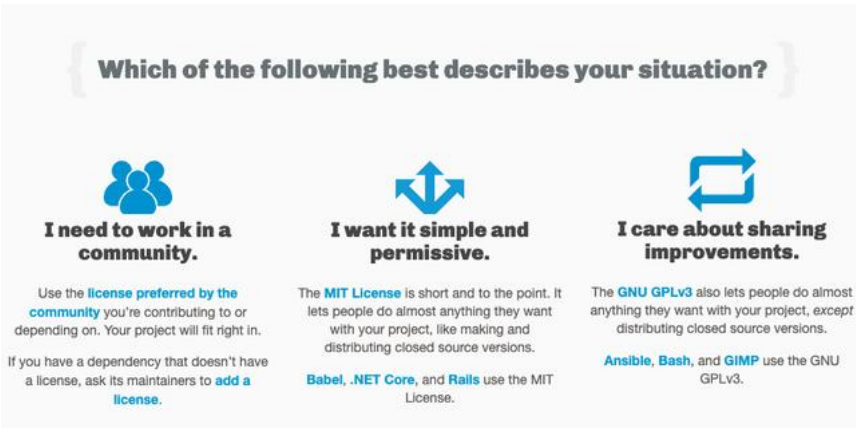 { Which of the following best describes your situation? }
I need to work in a
community.
Use the license preferred by the
community you're contributing to or
depending on. Your project will fit right in.
If you have a dependency that doesn't have
a license, ask its maintainers to add a
license.
I want it simple and
permissive.
The MIT License is short and to the point. It
lets people do almost anything they want
with your project, like making and
distributing closed source versions.
Babel, .NET Core, and Rails use the MIT
License.
I care about sharing
improvements.
The GNU GPLv3 also lets people do almost
anything they want with your project, except
distributing closed source versions.
Ansible, Bash, and GIMP use the GNU
GPLv3.